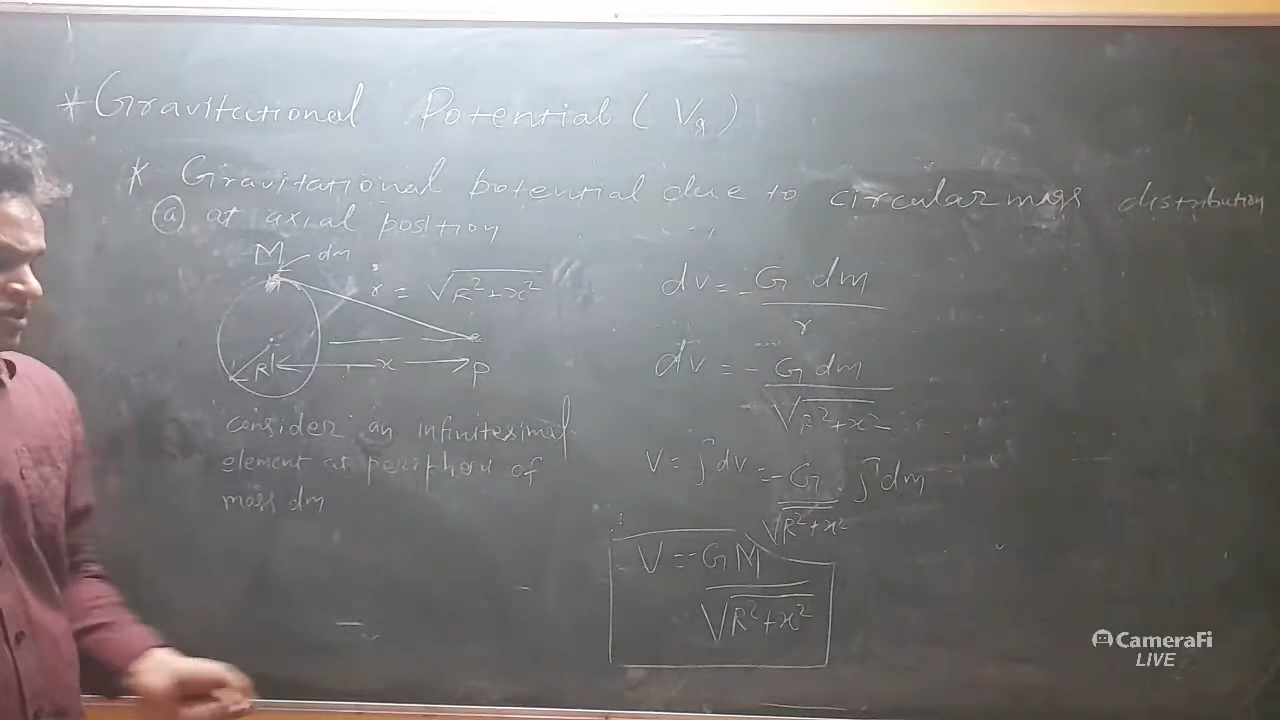 * Gravitational Potential (Vg)
* Gravitational potential due to circular mass distribution
(a) at axial position
M dm
r = √(R²+x²)
R x P
consider an infinitesimal
element at periphery of
mass dm
dv = -G dm / r
dv = -G dm / √(R²+x²)
V = ∫dv = -G / √(R²+x²) ∫dm
V = -GM / √(R²+x²)
CameraFi
LIVE